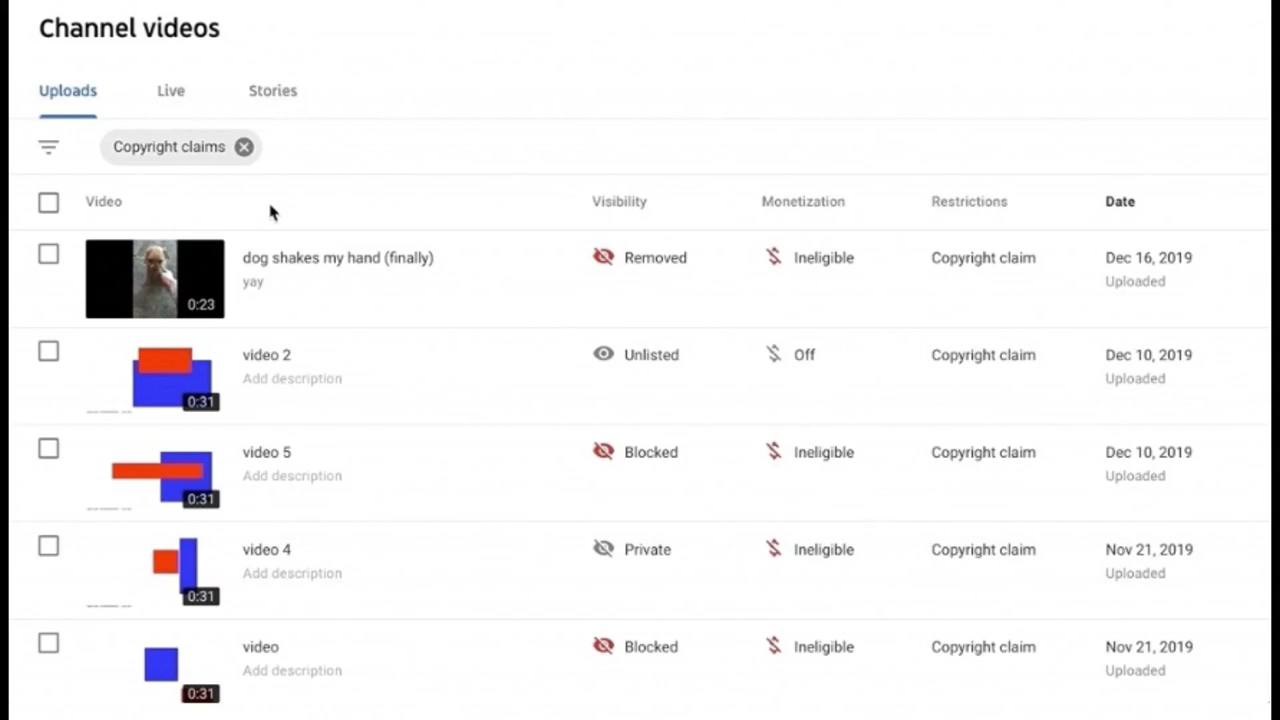 Channel videos
Uploads Live Stories
Copyright claims
Video Visibility Monetization Restrictions Date
dog shakes my hand (finally) Removed Ineligible Copyright claim Dec 16, 2019
yay Uploaded
0:23
video 2 Unlisted Off Copyright claim Dec 10, 2019
Add description Uploaded
0:31
video 5 Blocked Ineligible Copyright claim Dec 10, 2019
Add description Uploaded
0:31
video 4 Private Ineligible Copyright claim Nov 21, 2019
Add description Uploaded
0:31
video Blocked Ineligible Copyright claim Nov 21, 2019
Add description Uploaded
0:31